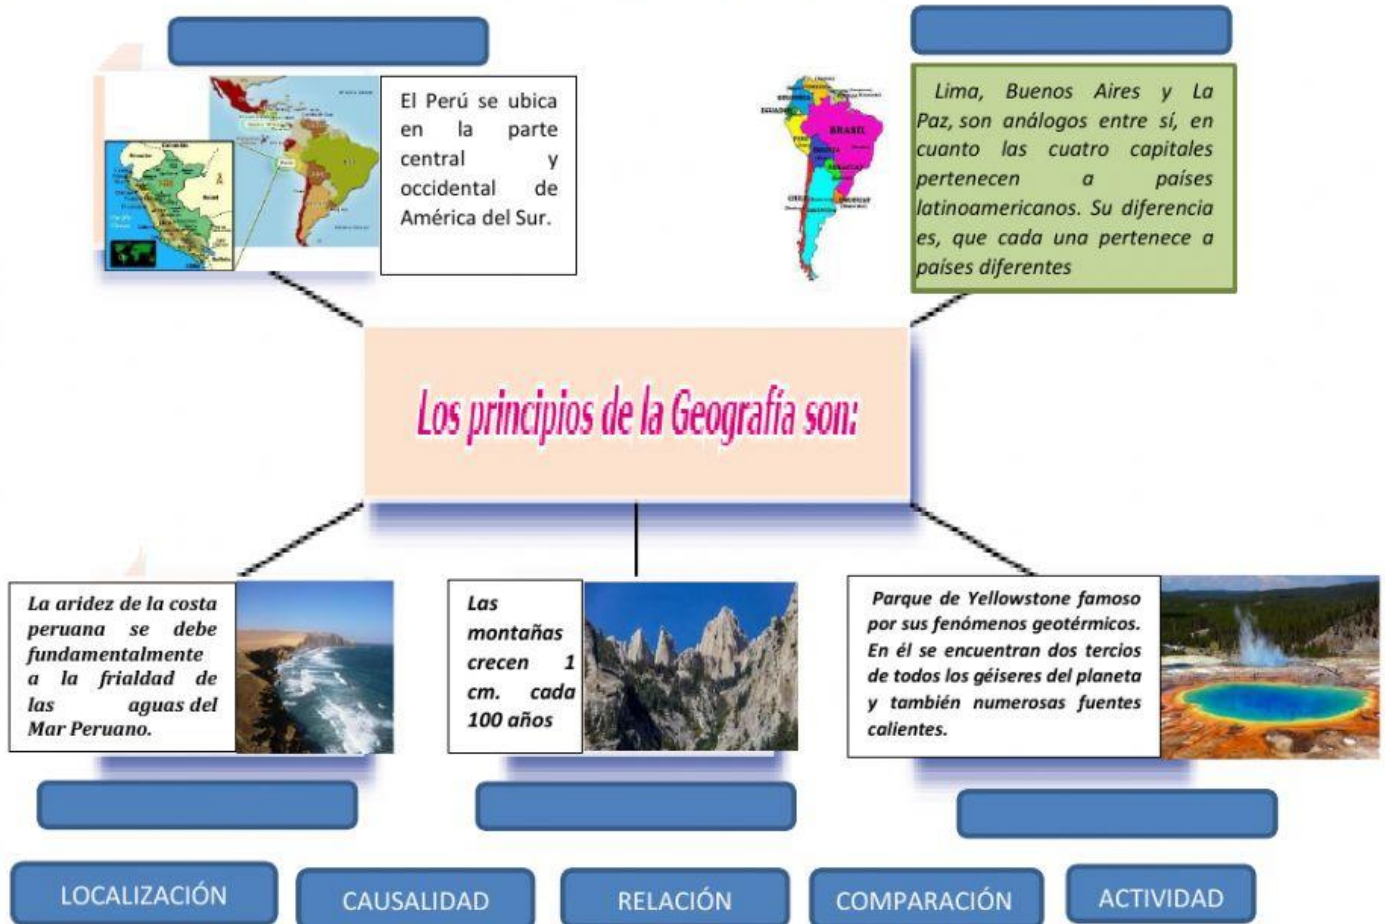 El Perú se ubica
en la parte
central y
occidental de
América del Sur.
Lima, Buenos Aires y La
Paz, son análogos entre sí, en
cuanto las cuatro capitales
pertenecen a países
latinoamericanos. Su diferencia
es, que cada una pertenece a
países diferentes
BRASIL
Los principios de la Geografía son:
La aridez de la costa
peruana se debe
fundamentalmente
a la frialdad de
las aguas del
Mar Peruano.
Las
montañas
crecen 1
cm. cada
100 años
Parque de Yellowstone famoso
por sus fenómenos geotérmicos.
En él se encuentran dos tercios
de todos los géiseres del planeta
y también numerosas fuentes
calientes.
LOCALIZACIÓN
CAUSALIDAD
RELACIÓN
COMPARACIÓN
ACTIVIDAD